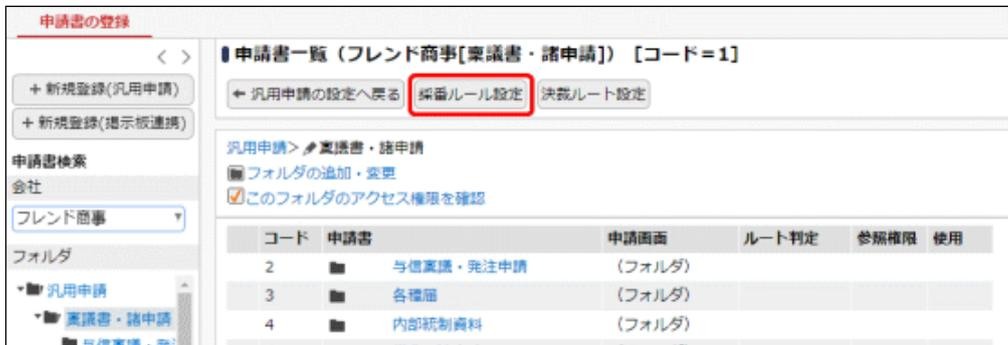 申請書の登録
< >
+ 新規登録(汎用申請)
+ 新規登録(掲示板連携)
申請書検索
会社
フレンド商事
フォルダ
汎用申請
稟議書・諸申請
申請書一覧（フレンド商事[稟議書・諸申請]）［コード=1］
← 汎用申請の設定へ戻る 採番ルール設定 決裁ルート設定
汎用申請> 稟議書・諸申請
フォルダの追加・変更
このフォルダのアクセス権限を確認
コード 申請書 申請画面 ルート判定 参照権限 使用
2 与信稟議・発注申請 （フォルダ）
3 各種届 （フォルダ）
4 内部統制資料 （フォルダ）